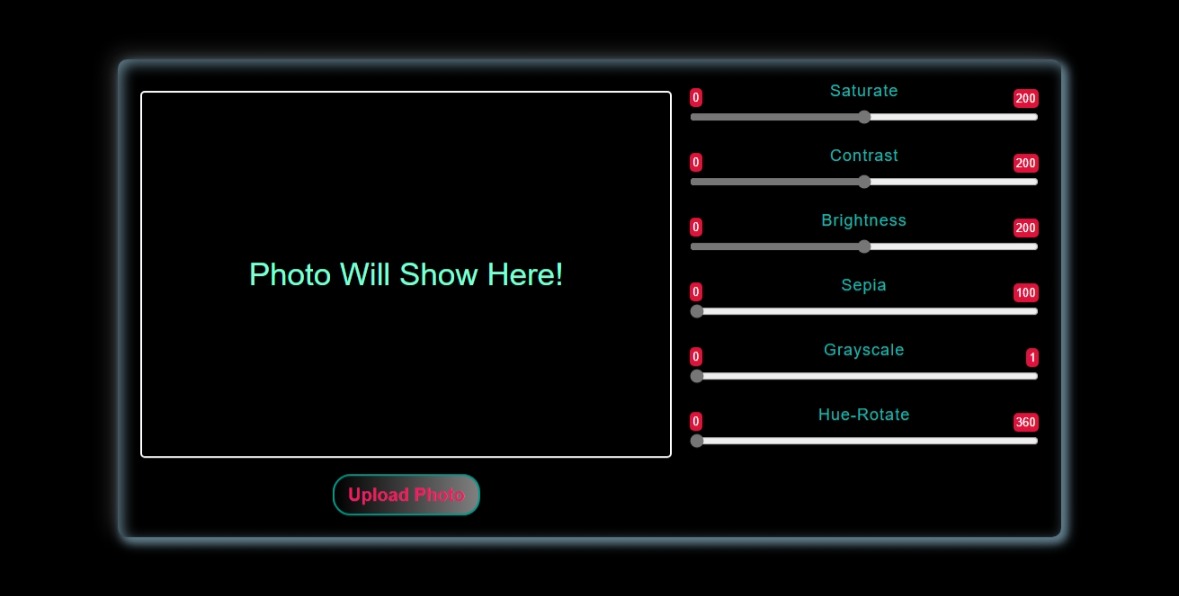 Saturate
0
200
Contrast
0
200
Brightness
0
200
Photo Will Show Here!
Sepia
0
100
Grayscale
0
1
Hue-Rotate
0
360
Upload Photo